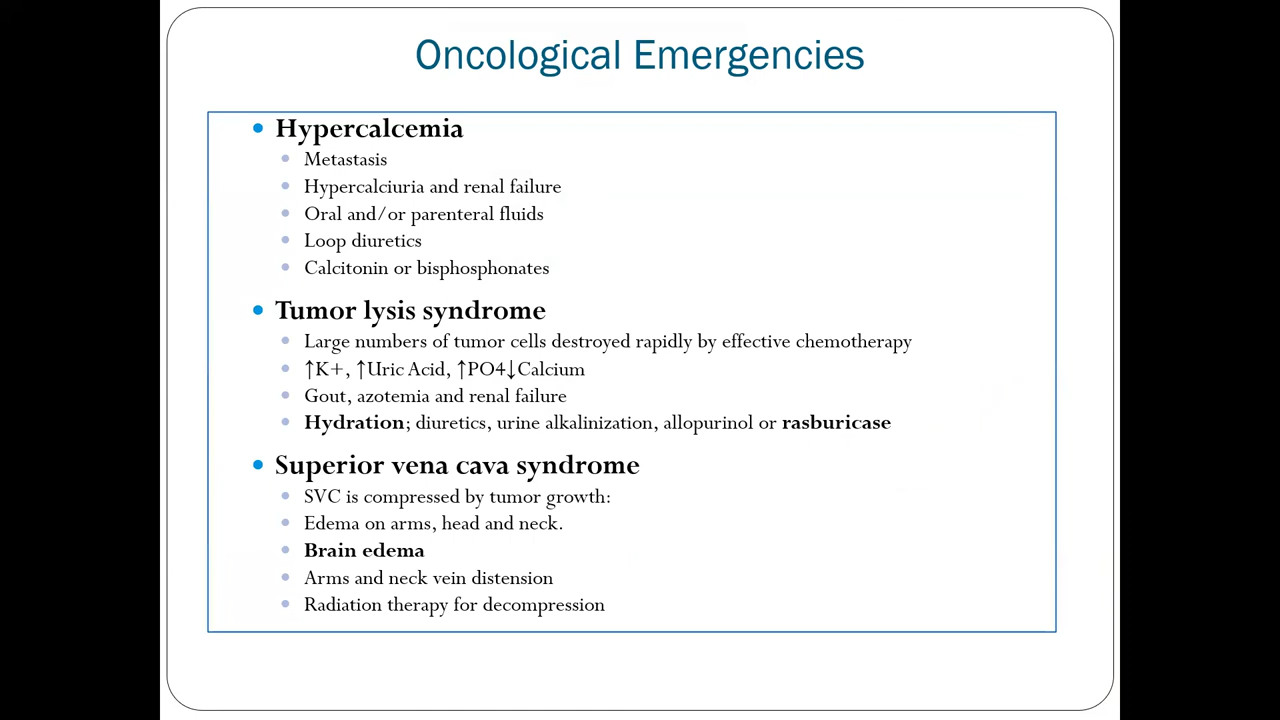 Oncological Emergencies
• Hypercalcemia
• Metastasis
• Hypercalciuria and renal failure
• Oral and/or parenteral fluids
• Loop diuretics
• Calcitonin or bisphosphonates
• Tumor lysis syndrome
• Large numbers of tumor cells destroyed rapidly by effective chemotherapy
• ↑K+, ↑Uric Acid, ↑PO4↓Calcium
• Gout, azotemia and renal failure
• Hydration; diuretics, urine alkalinization, allopurinol or rasburicase
• Superior vena cava syndrome
• SVC is compressed by tumor growth:
• Edema on arms, head and neck.
• Brain edema
• Arms and neck vein distension
• Radiation therapy for decompression